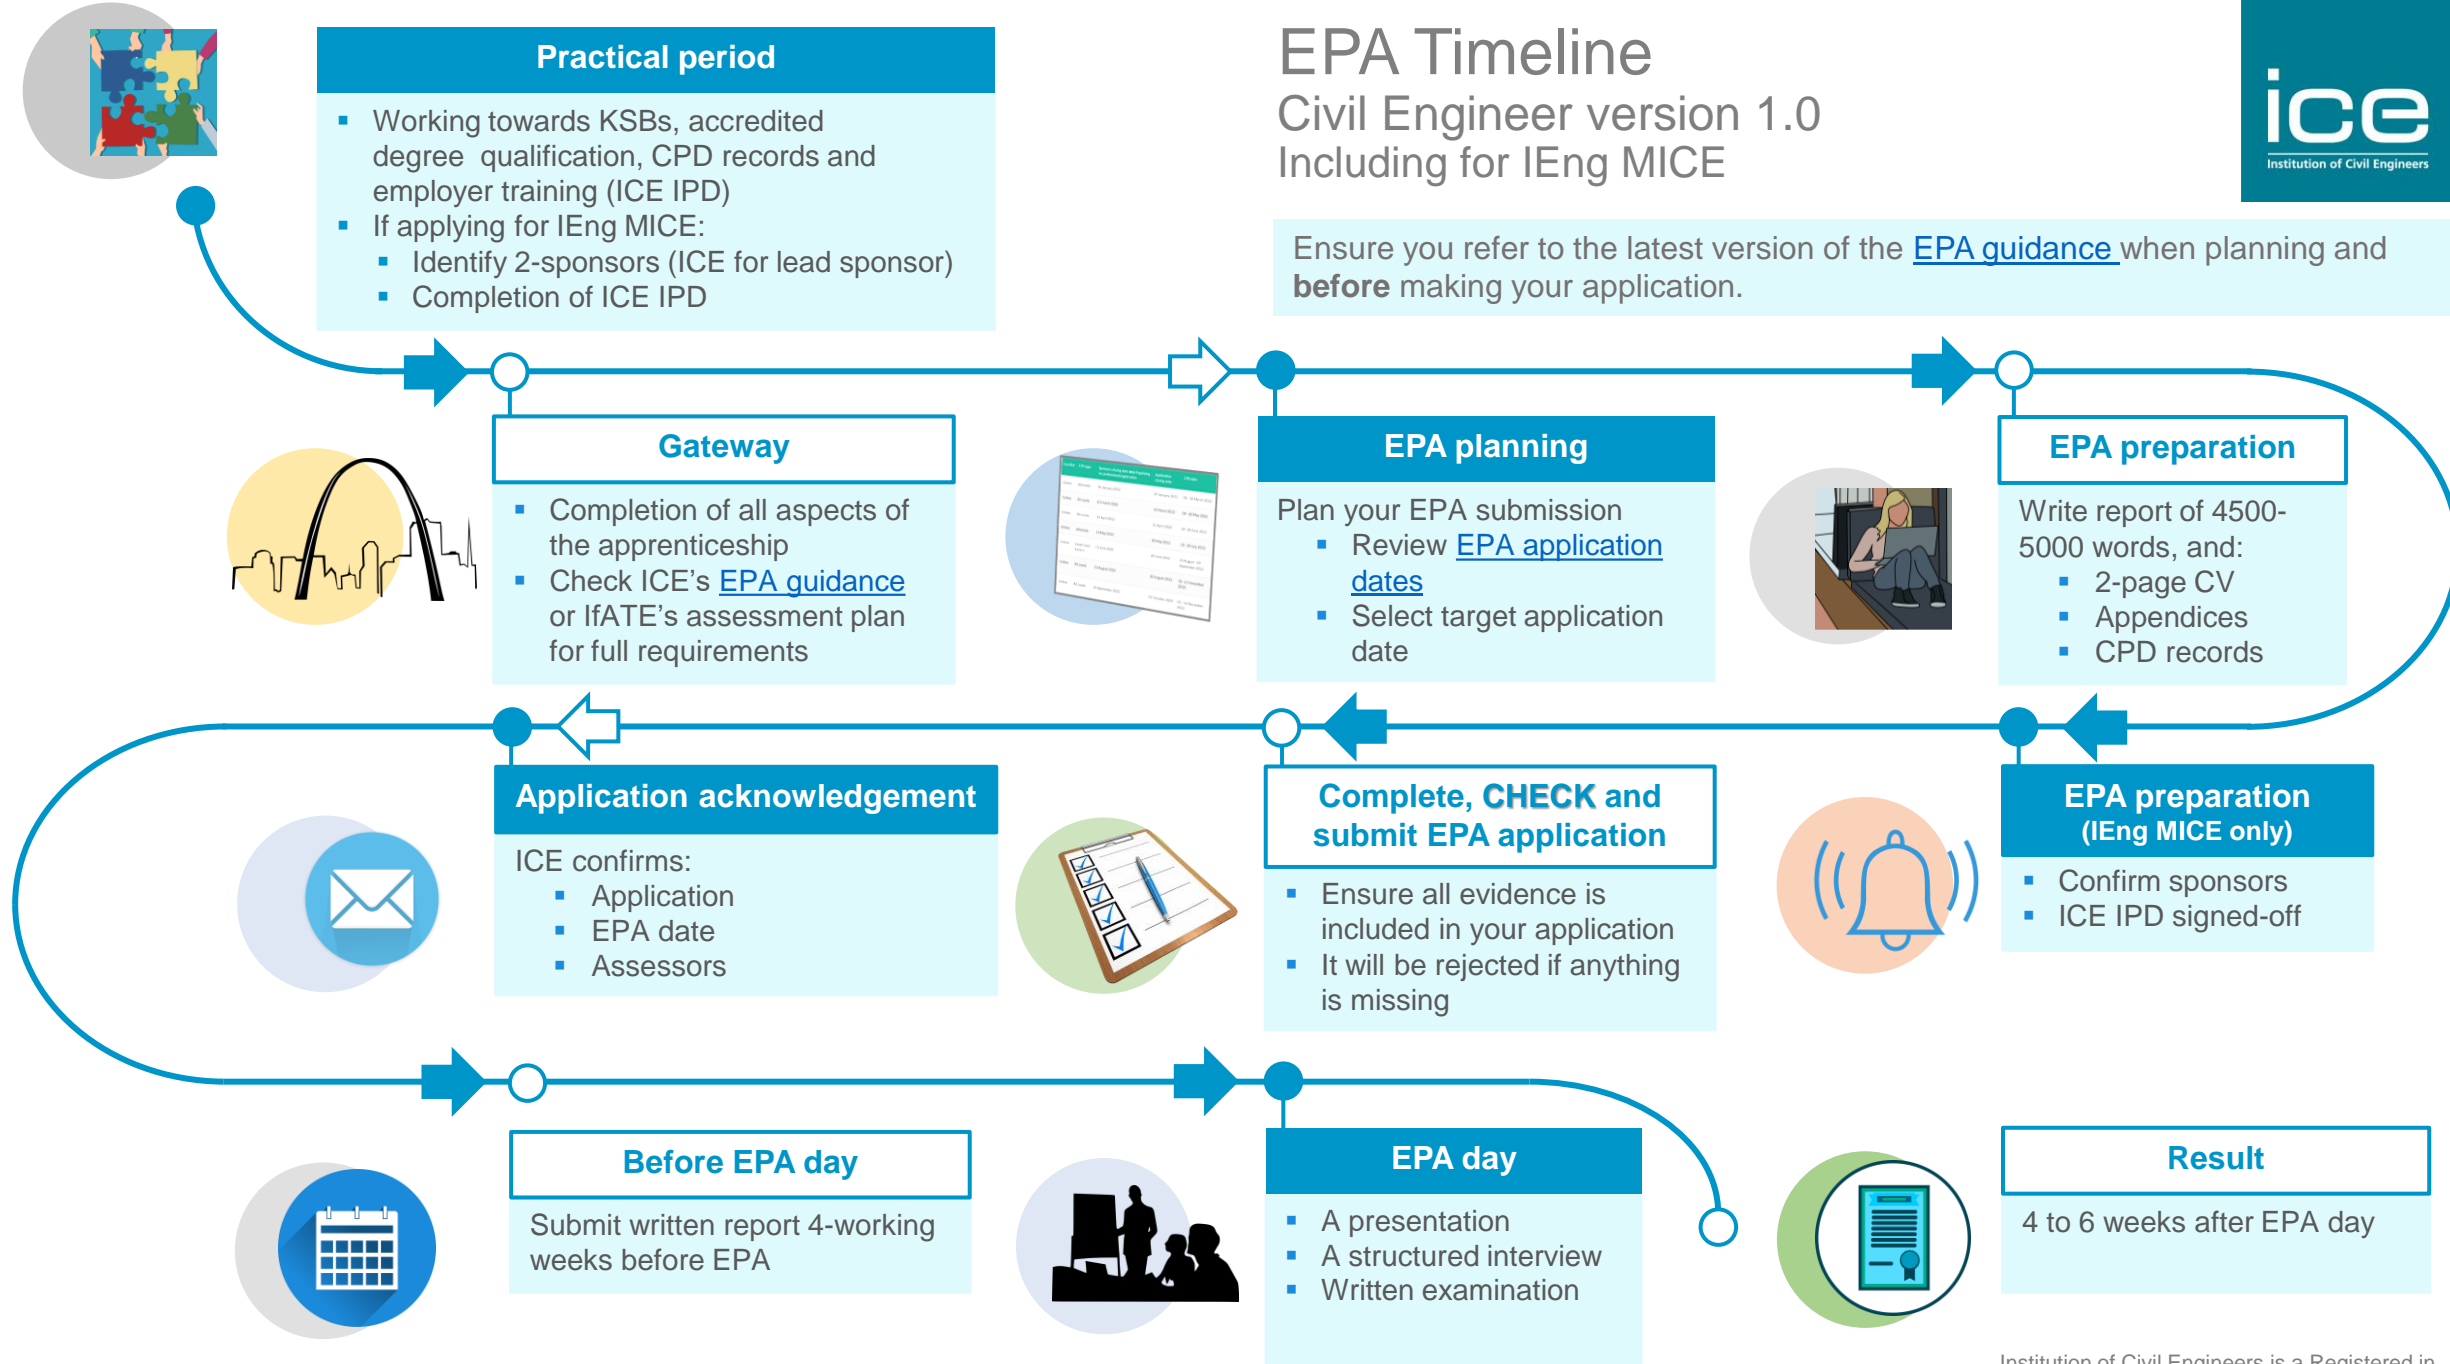 Practical period
▪ Working towards KSBs, accredited
degree qualification, CPD records and
employer training (ICE IPD)
▪ If applying for IEng MICE:
▪ Identify 2-sponsors (ICE for lead sponsor)
▪ Completion of ICE IPD
EPA Timeline
Civil Engineer version 1.0
Including for IEng MICE
ice
Institution of Civil Engineers
Ensure you refer to the latest version of the EPA guidance when planning and
before making your application.
Gateway
▪ Completion of all aspects of
the apprenticeship
▪ Check ICE’s EPA guidance
or IfATE’s assessment plan
for full requirements
EPA planning
Plan your EPA submission
▪ Review EPA application
dates
▪ Select target application
date
EPA preparation
Write report of 4500-
5000 words, and:
▪ 2-page CV
▪ Appendices
▪ CPD records
EPA preparation
(IEng MICE only)
▪ Confirm sponsors
▪ ICE IPD signed-off
Complete, CHECK and
submit EPA application
▪ Ensure all evidence is
included in your application
▪ It will be rejected if anything
is missing
Application acknowledgement
ICE confirms:
▪ Application
▪ EPA date
▪ Assessors
Before EPA day
Submit written report 4-working
weeks before EPA
EPA day
▪ A presentation
▪ A structured interview
▪ Written examination
Result
4 to 6 weeks after EPA day
Institution of Civil Engineers is a Registered in